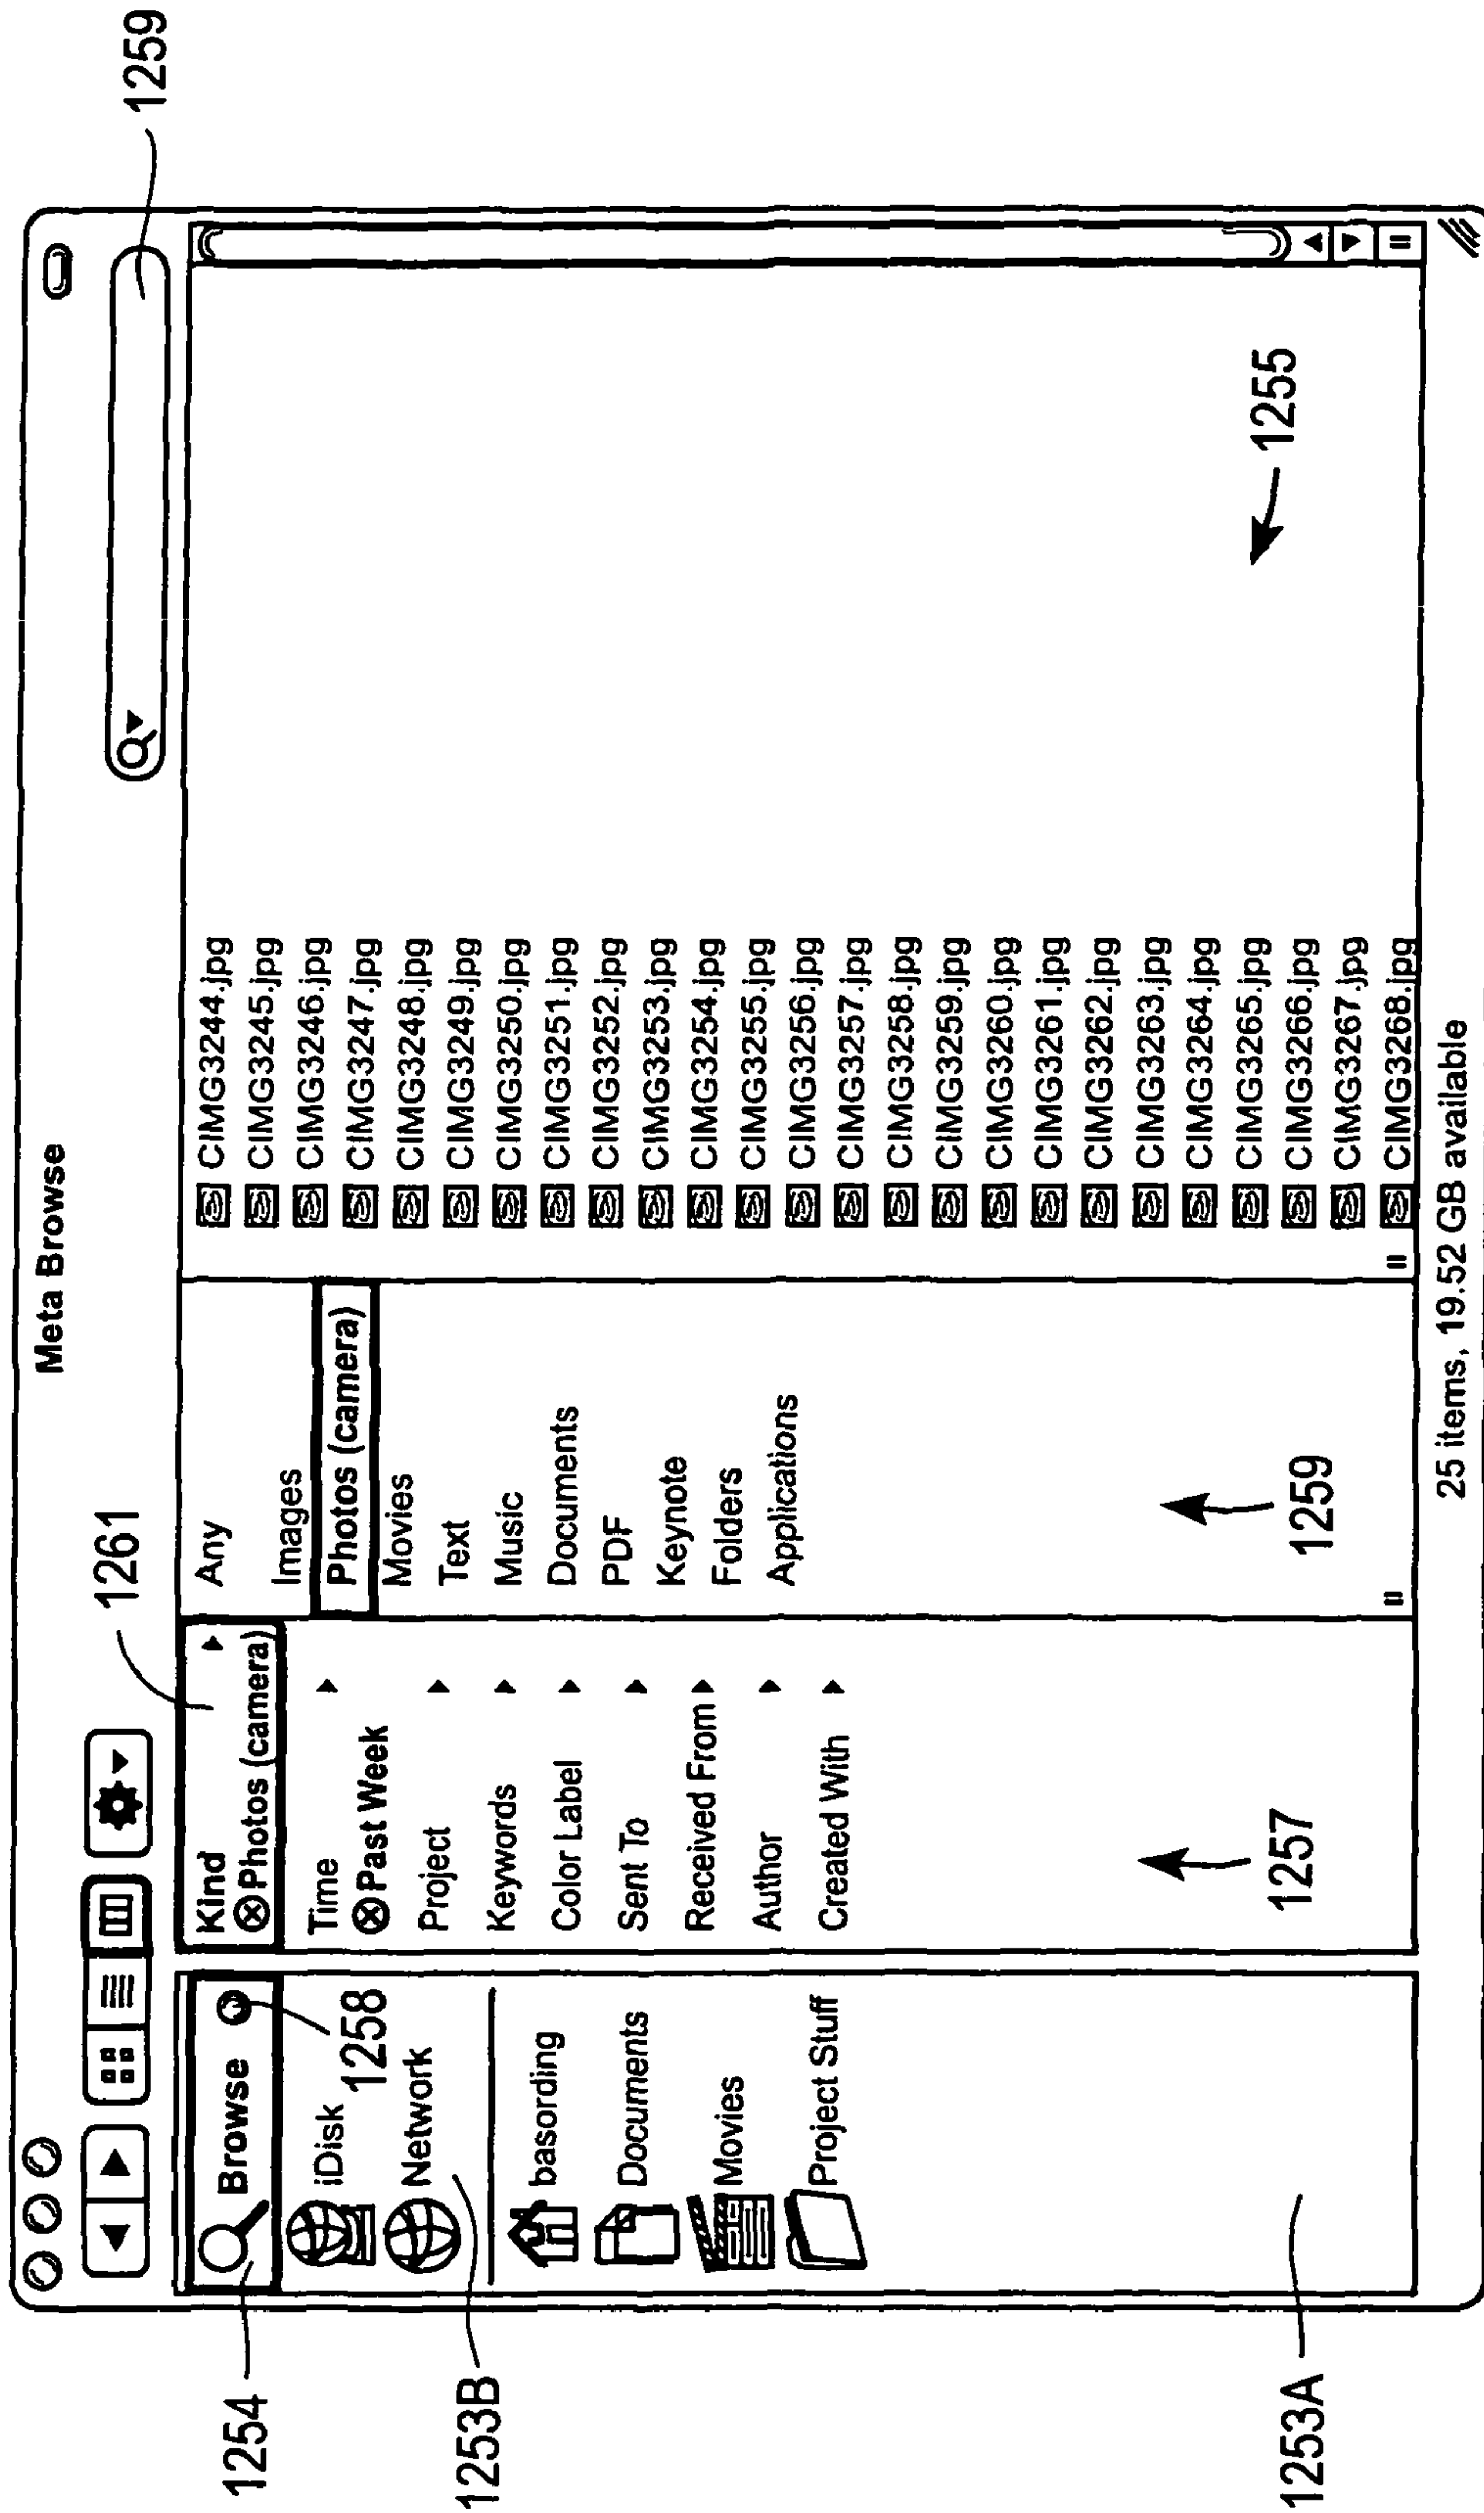 Meta Browse
1261
1259
1254
Browse
1258
iDisk
Network
1253B
basording
Documents
Movies
Project Stuff
1253A
Kind
Photos (camera)
Time
Past Week
Project
Keywords
Color Label
Sent To
Received From
Author
Created With
1257
Any
Images
Photos (camera)
Movies
Text
Music
Documents
PDF
Keynote
Folders
Applications
1259
CIMG3244.jpg
CIMG3245.jpg
CIMG3246.jpg
CIMG3247.jpg
CIMG3248.jpg
CIMG3249.jpg
CIMG3250.jpg
CIMG3251.jpg
CIMG3252.jpg
CIMG3253.jpg
CIMG3254.jpg
CIMG3255.jpg
CIMG3256.jpg
CIMG3257.jpg
CIMG3258.jpg
CIMG3259.jpg
CIMG3260.jpg
CIMG3261.jpg
CIMG3262.jpg
CIMG3263.jpg
CIMG3264.jpg
CIMG3265.jpg
CIMG3266.jpg
CIMG3267.jpg
CIMG3268.jpg
1255
25 items, 19.52 GB available